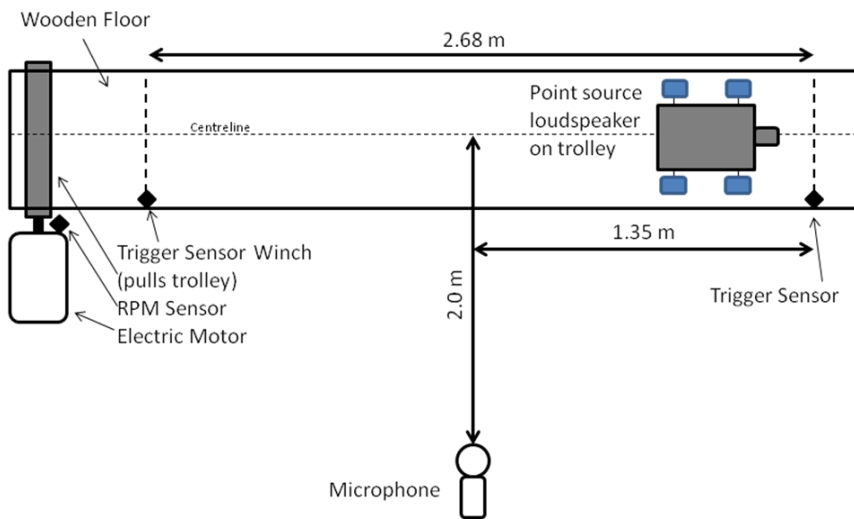 Wooden Floor
2.68 m
Point source
loudspeaker
on trolley
Centreline
1.35 m
2.0 m
Trigger Sensor Winch
(pulls trolley)
RPM Sensor
Electric Motor
Trigger Sensor
Microphone